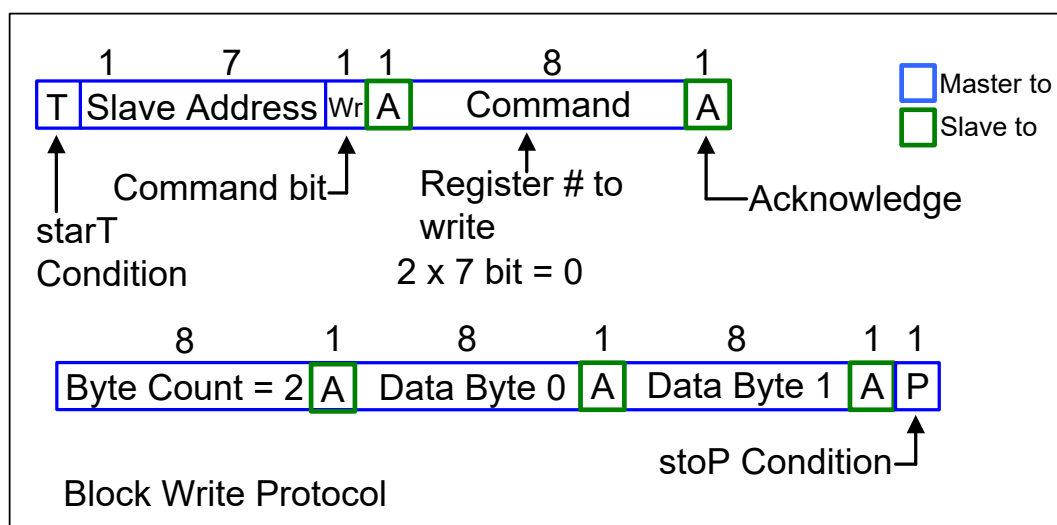 1 7 1 1 8 1
T Slave Address Wr A Command A
Master to
Slave to
Command bit
Register # to
write
2 x 7 bit = 0
Acknowledge
starT
Condition
8 1 8 1 8 1 1
Byte Count = 2 A Data Byte 0 A Data Byte 1 A P
stoP Condition
Block Write Protocol